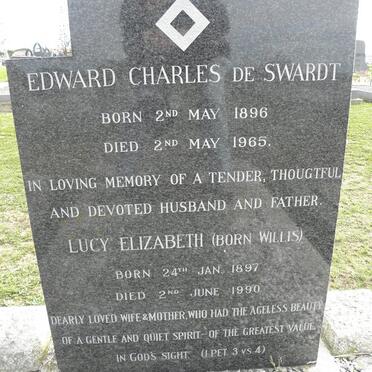 EDWARD CHARLES DE SWARDT
BORN 2ND MAY 1896
DIED 2ND MAY 1965.
IN LOVING MEMORY OF A TENDER, THOUGTFUL
AND DEVOTED HUSBAND AND FATHER.
LUCY ELIZABETH (BORN WILLIS)
BORN 24TH JAN. 1897
DIED 2ND JUNE 1990
DEARLY LOVED WIFE & MOTHER, WHO HAD THE AGELESS BEAUTY
OF A GENTLE AND QUIET SPIRIT - OF THE GREATEST VALUE
IN GOD'S SIGHT. (1 PET 3 VS 4)